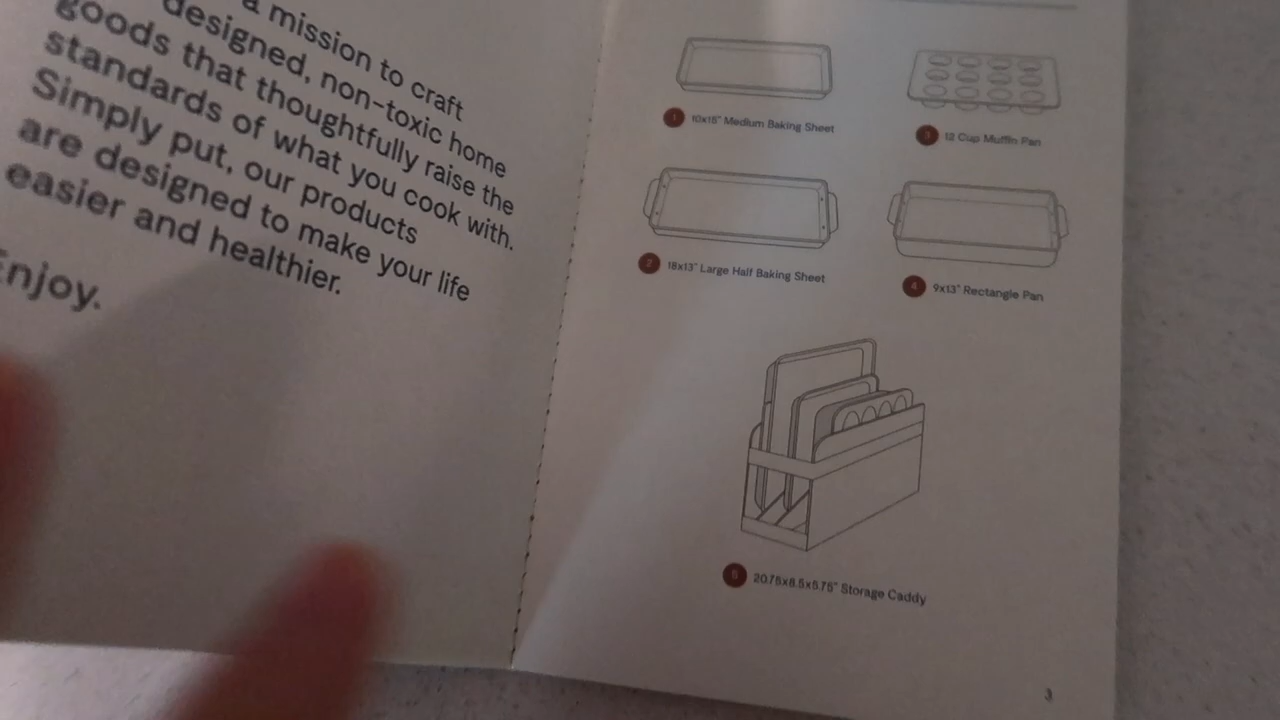 a mission to craft
designed, non-toxic home
goods that thoughtfully raise the
standards of what you cook with.
Simply put, our products
are designed to make your life
easier and healthier.
Enjoy.
1 10x15" Medium Baking Sheet
3 12 Cup Muffin Pan
2 18x13" Large Half Baking Sheet
4 9x13" Rectangle Pan
5 20.75x8.5x5.75" Storage Caddy
3